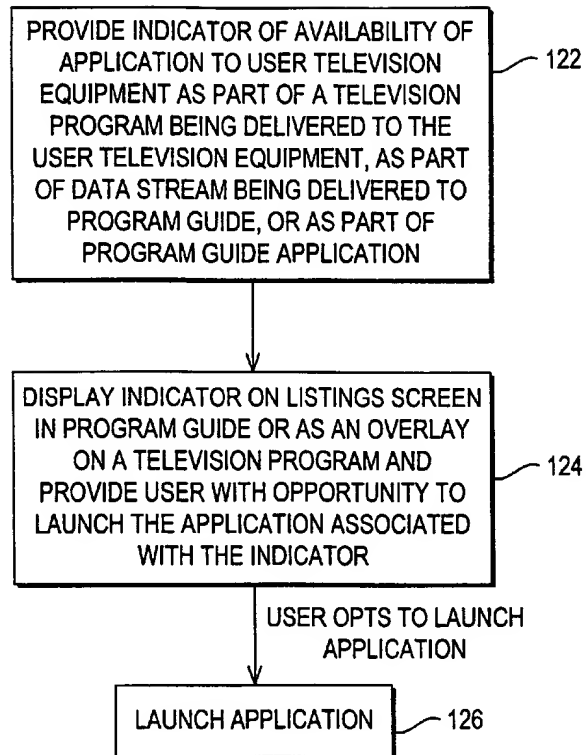 PROVIDE INDICATOR OF AVAILABILITY OF
APPLICATION TO USER TELEVISION
EQUIPMENT AS PART OF A TELEVISION
PROGRAM BEING DELIVERED TO THE
USER TELEVISION EQUIPMENT, AS PART
OF DATA STREAM BEING DELIVERED TO
PROGRAM GUIDE, OR AS PART OF
PROGRAM GUIDE APPLICATION
122
DISPLAY INDICATOR ON LISTINGS SCREEN
IN PROGRAM GUIDE OR AS AN OVERLAY
ON A TELEVISION PROGRAM AND
PROVIDE USER WITH OPPORTUNITY TO
LAUNCH THE APPLICATION ASSOCIATED
WITH THE INDICATOR
124
USER OPTS TO LAUNCH
APPLICATION
LAUNCH APPLICATION
126